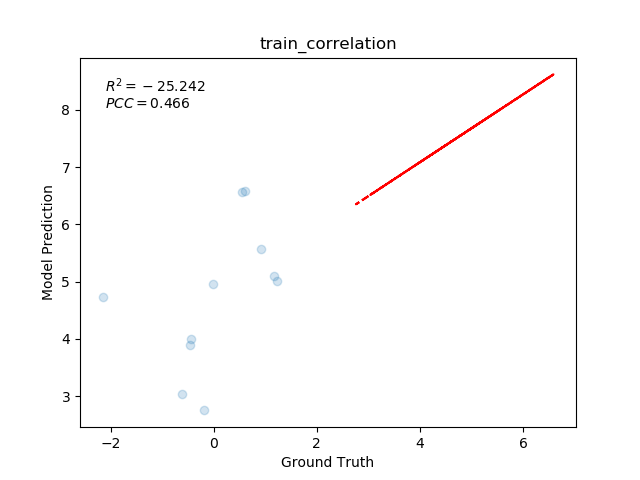 train_correlation
R² = −25.242
PCC = 0.466
8
7
6
5
4
3
Model Prediction
−2
0
2
4
6
Ground Truth